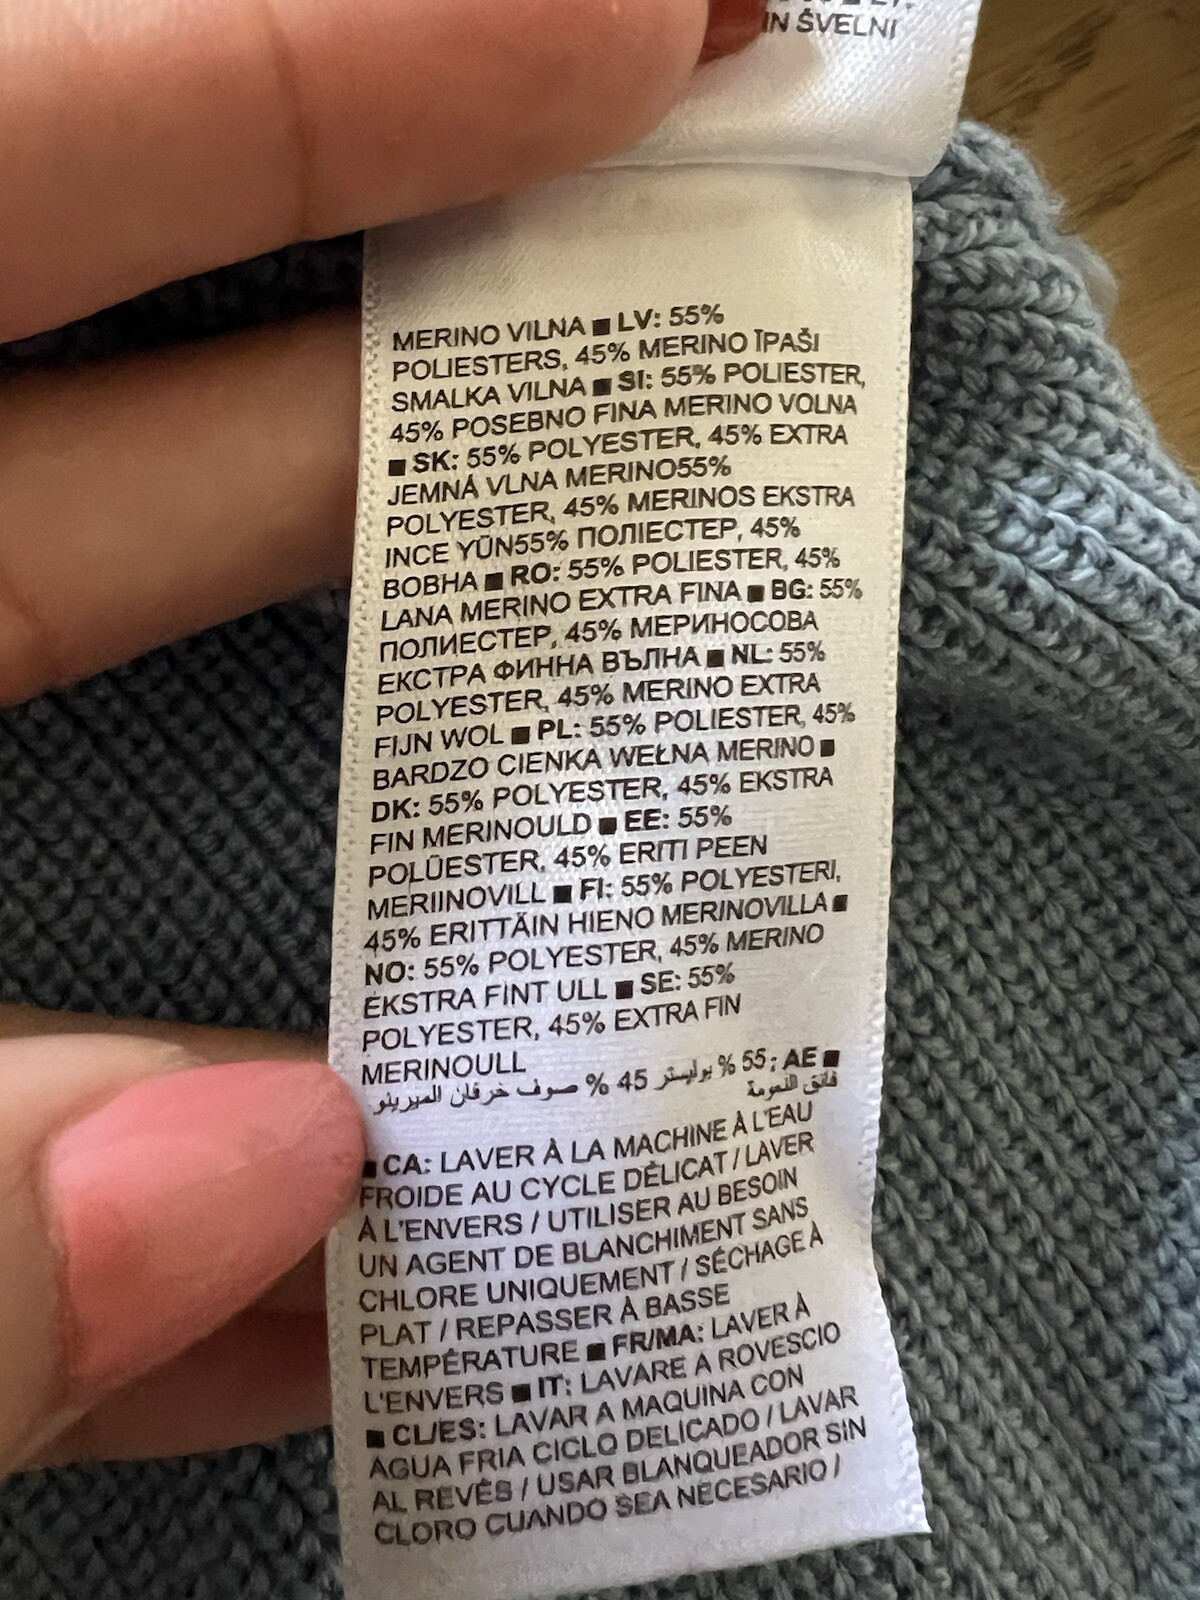 IN ŠVELNI
MERINO VILNA ■ LV: 55%
POLIESTERS, 45% MERINO ĪPAŠI
SMALKA VILNA ■ SI: 55% POLIESTER,
45% POSEBNO FINA MERINO VOLNA
■ SK: 55% POLYESTER, 45% EXTRA
JEMNÁ VLNA MERINO55%
POLYESTER, 45% MERINOS EKSTRA
INCE YÜN55% ПОЛІЕСТЕР, 45%
ВОВНА ■ RO: 55% POLIESTER, 45%
LANA MERINO EXTRA FINA ■ BG: 55%
ПОЛИЕСТЕР, 45% МЕРИНОСОВА
ЕКСТРА ФИННА ВЪЛНА ■ NL: 55%
POLYESTER, 45% MERINO EXTRA
FIJN WOL ■ PL: 55% POLIESTER, 45%
BARDZO CIENKA WEŁNA MERINO ■
DK: 55% POLYESTER, 45% EKSTRA
FIN MERINOULD ■ EE: 55%
POLÜESTER, 45% ERITI PEEN
MERIINOVILL ■ FI: 55% POLYESTERI,
45% ERITTÄIN HIENO MERINOVILLA ■
NO: 55% POLYESTER, 45% MERINO
EKSTRA FINT ULL ■ SE: 55%
POLYESTER, 45% EXTRA FIN
MERINOULL
■ AE: 55 % بوليستر 45 % صوف خرفان الميرينو
فائق النعومة
■ CA: LAVER À LA MACHINE À L'EAU
FROIDE AU CYCLE DÉLICAT / LAVER
À L'ENVERS / UTILISER AU BESOIN
UN AGENT DE BLANCHIMENT SANS
CHLORE UNIQUEMENT / SÉCHAGE À
PLAT / REPASSER À BASSE
TEMPÉRATURE ■ FR/MA: LAVER À
L'ENVERS ■ IT: LAVARE A ROVESCIO
■ CL/ES: LAVAR A MAQUINA CON
AGUA FRIA CICLO DELICADO / LAVAR
AL REVÉS / USAR BLANQUEADOR SIN
CLORO CUANDO SEA NECESARIO /